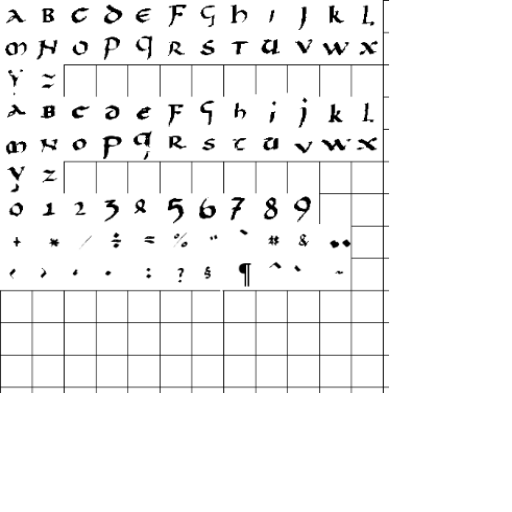 A B C D E F G h i J k l.
m N O P q R S T U V W X
Y Z
A B C D E F G h i j k l.
m N O P q R S T U V W X
Y Z
0 1 2 3 4 5 6 7 8 9
+ * / ÷ = % " ` # & ••
‹ › , . : ? § ¶ ^ ` ~